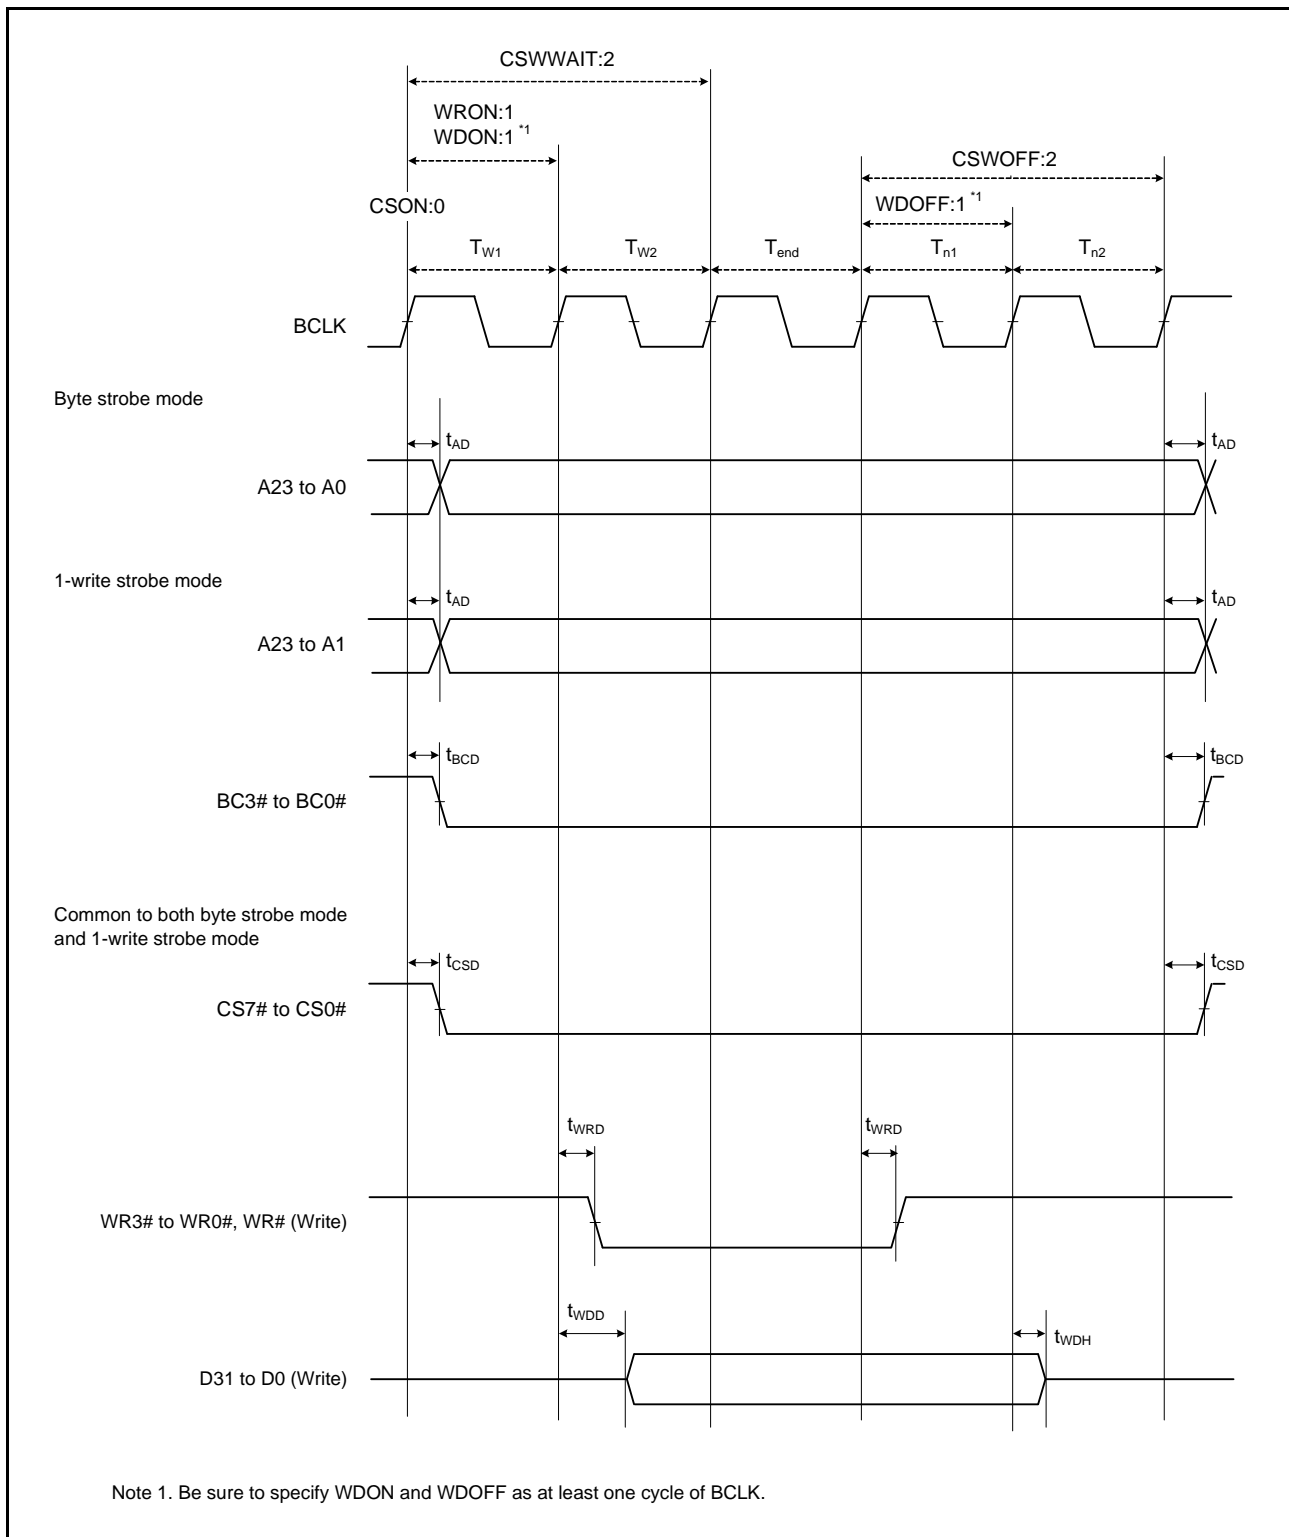 CSWWAIT:2
WRON:1
WDON:1 *1
CSWOFF:2
CSON:0
WDOFF:1 *1
TW1 TW2 Tend Tn1 Tn2
BCLK
Byte strobe mode
tAD tAD
A23 to A0
1-write strobe mode
tAD tAD
A23 to A1
tBCD tBCD
BC3# to BC0#
Common to both byte strobe mode
and 1-write strobe mode
tCSD tCSD
CS7# to CS0#
tWRD tWRD
WR3# to WR0#, WR# (Write)
tWDD tWDH
D31 to D0 (Write)
Note 1. Be sure to specify WDON and WDOFF as at least one cycle of BCLK.